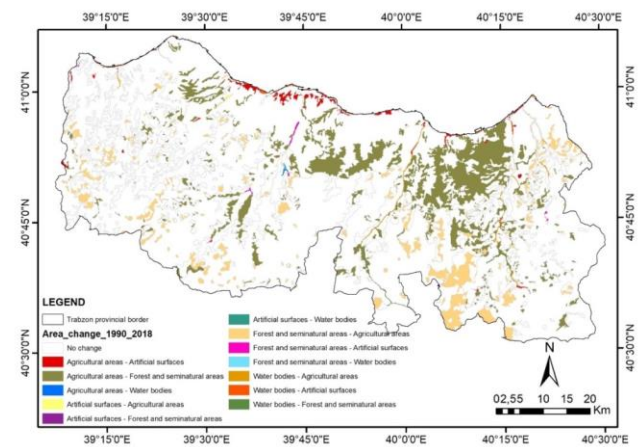 39°15'0"E 39°30'0"E 39°45'0"E 40°0'0"E 40°15'0"E 40°30'0"E
41°0'0"N 41°0'0"N
40°45'0"N 40°45'0"N
40°30'0"N 40°30'0"N
LEGEND
Trabzon provincial border
Area_change_1990_2018
No change
Agricultural areas - Artificial surfaces
Agricultural areas - Forest and seminatural areas
Agricultural areas - Water bodies
Artificial surfaces - Agricultural areas
Artificial surfaces - Forest and seminatural areas
Artificial surfaces - Water bodies
Forest and seminatural areas - Agricultural areas
Forest and seminatural areas - Artificial surfaces
Forest and seminatural areas - Water bodies
Water bodies - Agricultural areas
Water bodies - Artificial surfaces
Water bodies - Forest and seminatural areas
N
02,55 10 15 20
Km
39°15'0"E 39°30'0"E 39°45'0"E 40°0'0"E 40°15'0"E 40°30'0"E